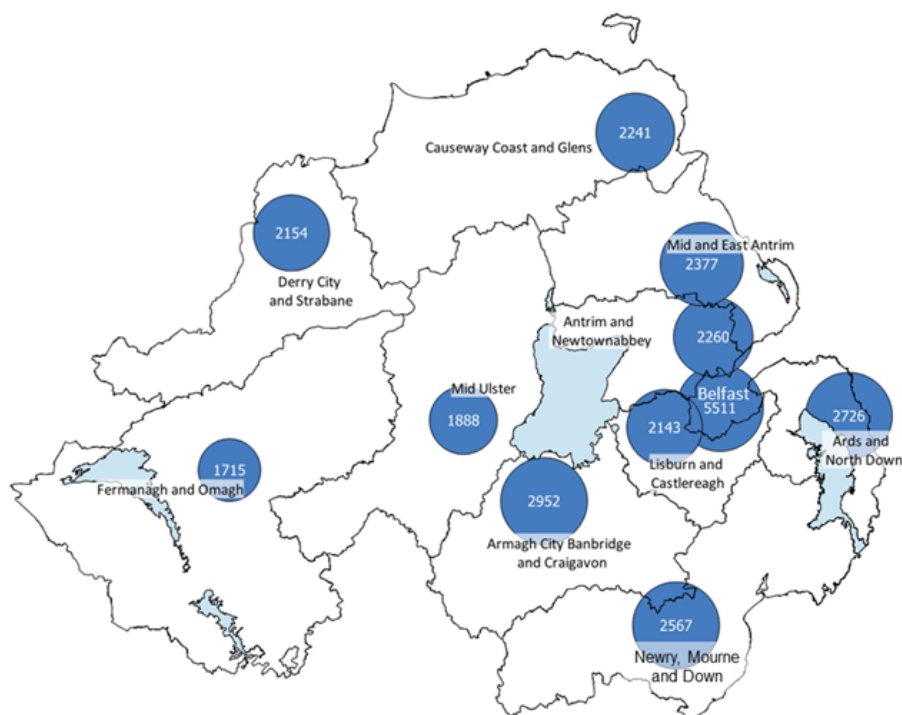 2241
Causeway Coast and Glens
2154
Derry City
and Strabane
Mid and East Antrim
2377
Antrim and
Newtownabbey
2260
Mid Ulster
1888
Belfast
5511
2143
Lisburn and
Castlereagh
2726
Ards and
North Down
1715
Fermanagh and Omagh
2952
Armagh City Banbridge
and Craigavon
2567
Newry, Mourne
and Down